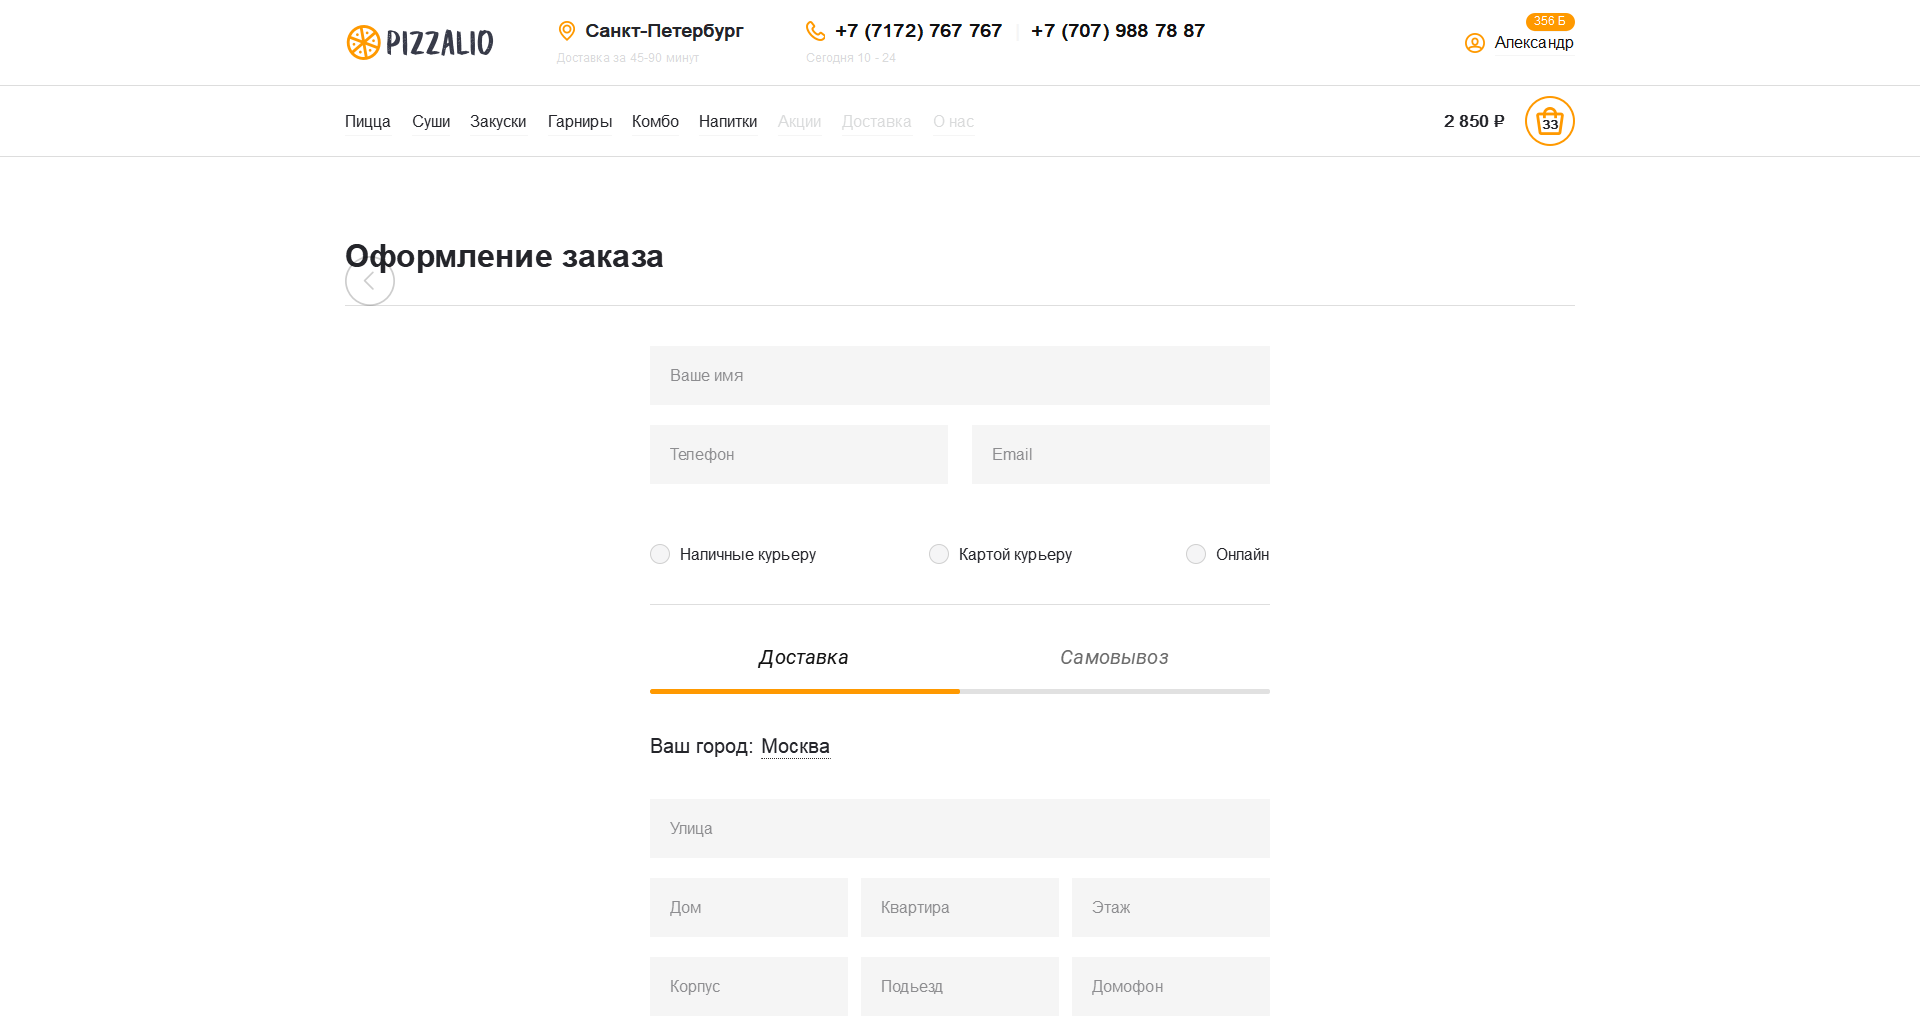 PIZZALIO
Санкт-Петербург
Доставка за 45-90 минут
+7 (7172) 767 767
+7 (707) 988 78 87
Сегодня 10 - 24
356 Б
Александр
Пицца Суши Закуски Гарниры Комбо Напитки Акции Доставка О нас
2 850 ₽
33
Оформление заказа
Ваше имя
Телефон Email
Наличные курьеру Картой курьеру Онлайн
Доставка Самовывоз
Ваш город: Москва
Улица
Дом Квартира Этаж
Корпус Подьезд Домофон